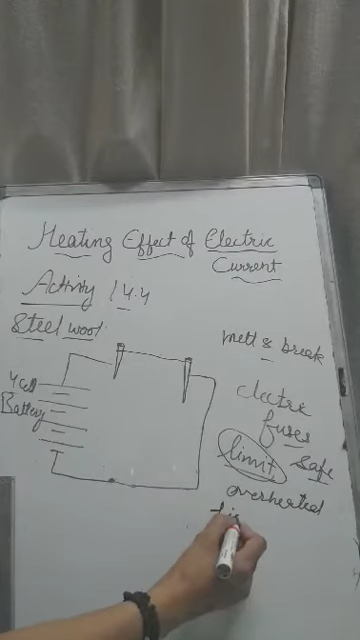 Heating Effect of Electric
Current
Activity 14.4
Steel wool
melt & break
4 cell
Battery
electric
fuses
limit safe
overheated